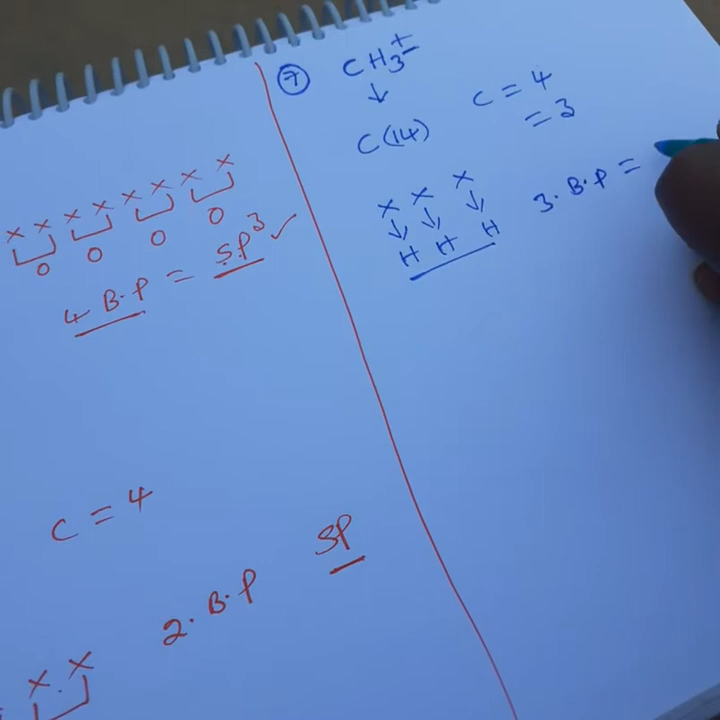 x x x x x x x x
o o o o
4 B.P = SP³ ✓
C = 4
2. B.P SP
x. x
⑦ CH₃⁺
↓
C(14) C = 4
= 3
x x x
↓ ↓ ↓
H H H
3. B.P =